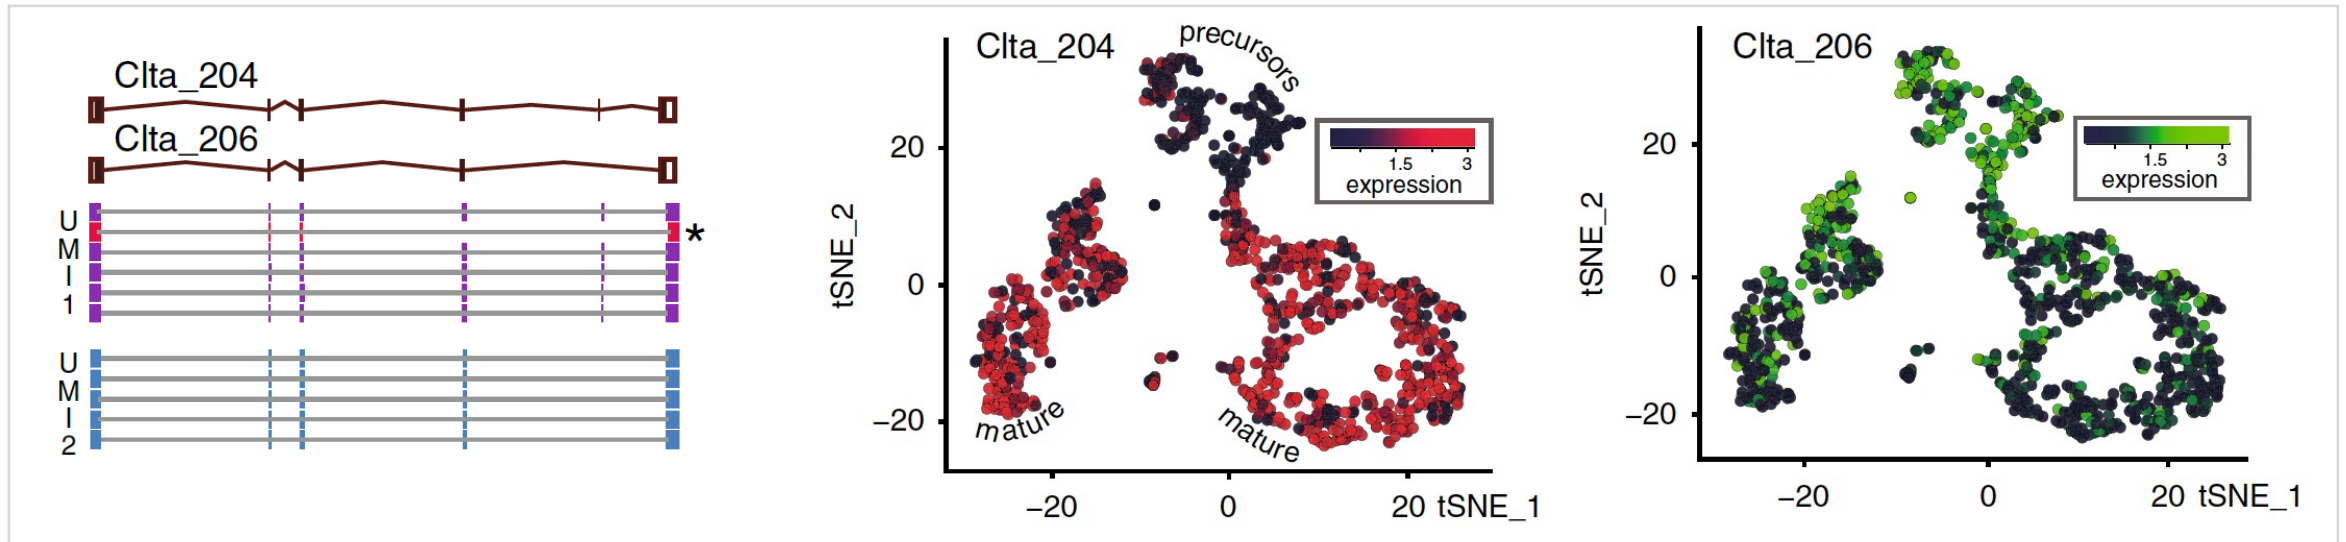 Clta_204
Clta_206
U
M
I
1
*
U
M
I
2
Clta_204
precursors
1.5 3
expression
20
0
−20
tSNE_2
mature
mature
−20 0 20 tSNE_1
Clta_206
1.5 3
expression
20
0
−20
tSNE_2
−20 0 20 tSNE_1